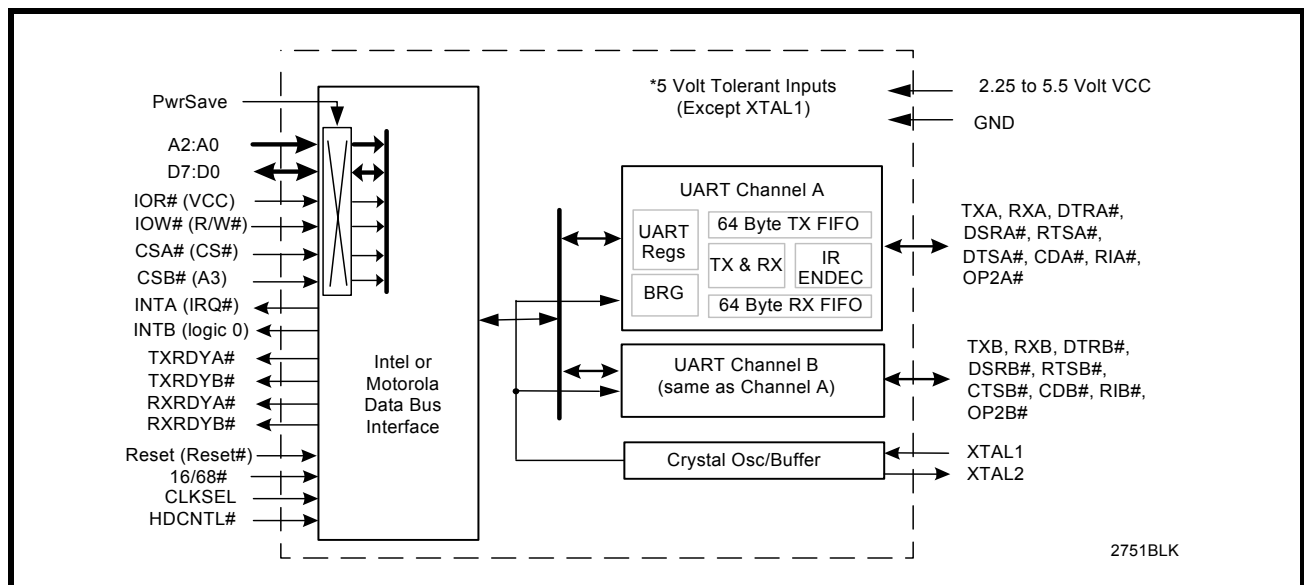 PwrSave
A2:A0
D7:D0
IOR# (VCC)
IOW# (R/W#)
CSA# (CS#)
CSB# (A3)
INTA (IRQ#)
INTB (logic 0)
TXRDYA#
TXRDYB#
RXRDYA#
RXRDYB#
Reset (Reset#)
16/68#
CLKSEL
HDCNTL#
Intel or
Motorola
Data Bus
Interface
*5 Volt Tolerant Inputs
(Except XTAL1)
2.25 to 5.5 Volt VCC
GND
UART Channel A
UART
Regs
BRG
64 Byte TX FIFO
TX & RX
IR
ENDEC
64 Byte RX FIFO
TXA, RXA, DTRA#,
DSRA#, RTSA#,
DTSA#, CDA#, RIA#,
OP2A#
UART Channel B
(same as Channel A)
TXB, RXB, DTRB#,
DSRB#, RTSB#,
CTSB#, CDB#, RIB#,
OP2B#
Crystal Osc/Buffer
XTAL1
XTAL2
2751BLK